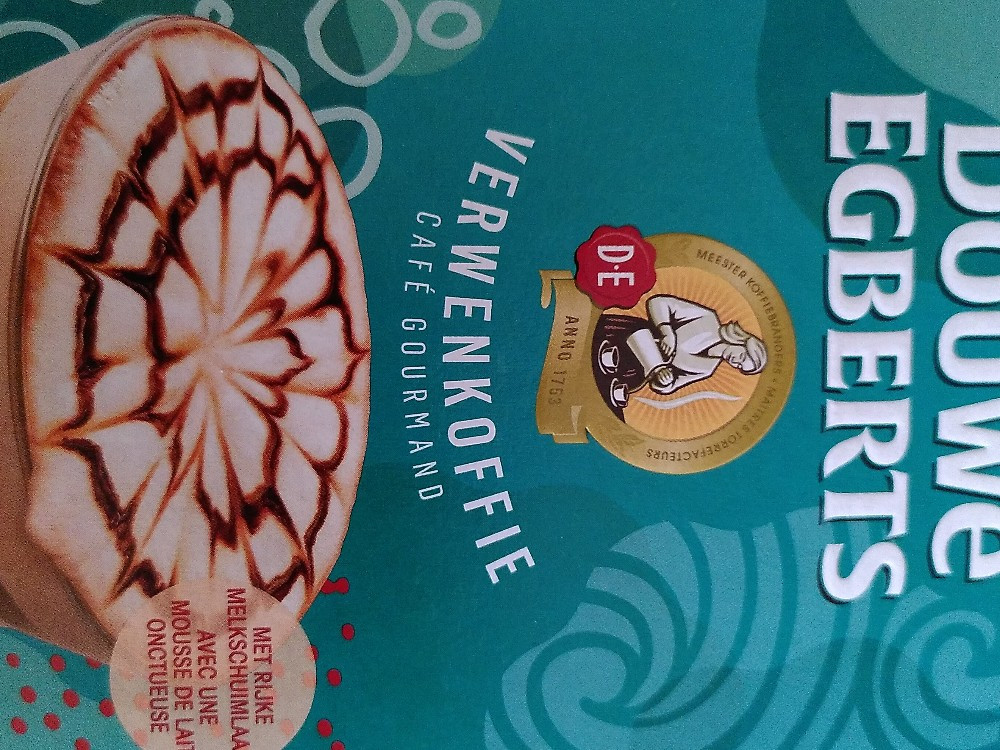 DOUWE
EGBERTS
MEESTER KOFFIEBRANDERS • MAITRES TORREFACTEURS
D·E
ANNO 1753
VERWENKOFFIE
CAFÉ GOURMAND
MET RIJKE
MELKSCHUIMLAA
AVEC UNE
MOUSSE DE LAIT
ONCTUEUSE